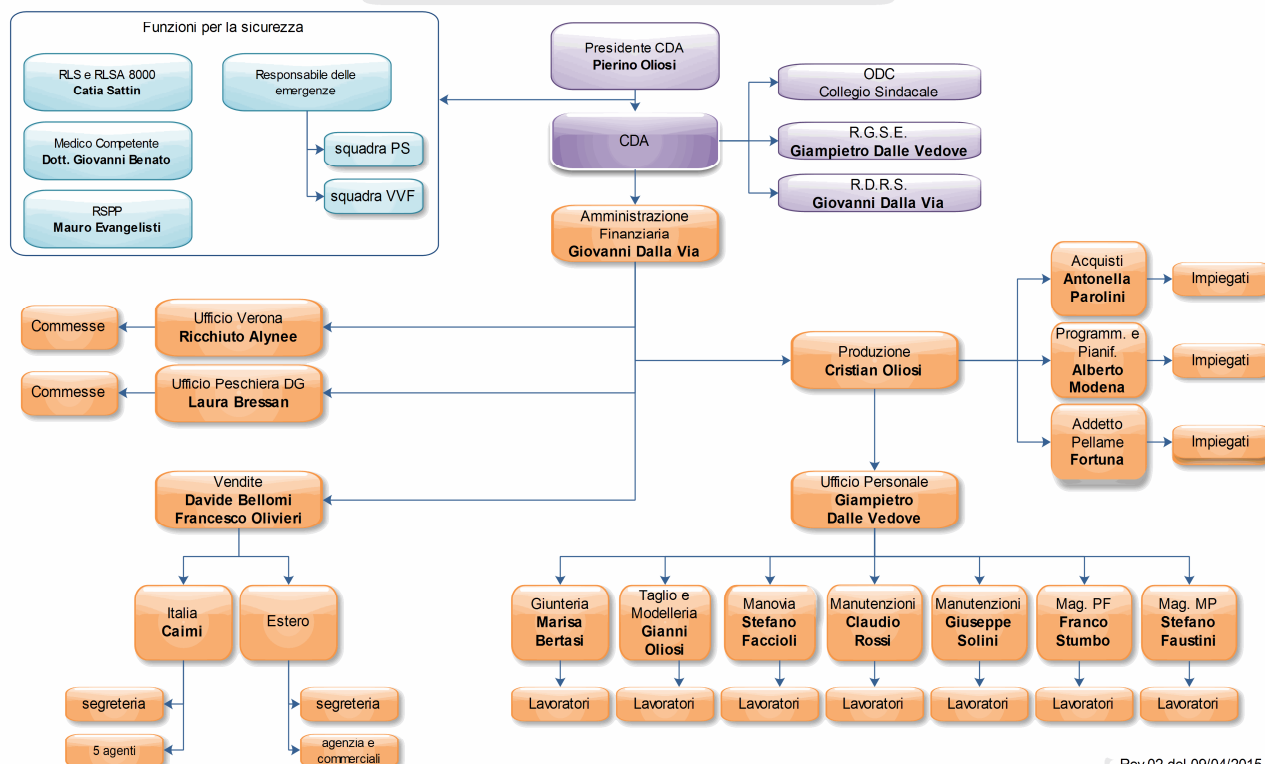 Funzioni per la sicurezza
RLS e RLSA 8000
Catia Sattin
Responsabile delle
emergenze
Medico Competente
Dott. Giovanni Benato
squadra PS
RSPP
Mauro Evangelisti
squadra VVF
Presidente CDA
Pierino Oliosi
CDA
ODC
Collegio Sindacale
R.G.S.E.
Giampietro Dalle Vedove
R.D.R.S.
Giovanni Dalla Via
Amministrazione
Finanziaria
Giovanni Dalla Via
Commesse
Ufficio Verona
Ricchiuto Alynee
Commesse
Ufficio Peschiera DG
Laura Bressan
Produzione
Cristian Oliosi
Acquisti
Antonella
Parolini
Impiegati
Programm. e
Pianif.
Alberto
Modena
Impiegati
Addetto
Pellame
Fortuna
Impiegati
Vendite
Davide Bellomi
Francesco Olivieri
Ufficio Personale
Giampietro
Dalle Vedove
Italia
Caimi
Estero
segreteria
segreteria
5 agenti
agenzia e
commerciali
Giunteria
Marisa
Bertasi
Taglio e
Modelleria
Gianni
Oliosi
Manovia
Stefano
Faccioli
Manutenzioni
Claudio
Rossi
Manutenzioni
Giuseppe
Solini
Mag. PF
Franco
Stumbo
Mag. MP
Stefano
Faustini
Lavoratori
Lavoratori
Lavoratori
Lavoratori
Lavoratori
Lavoratori
Lavoratori
Rev.02 del 09/04/2015